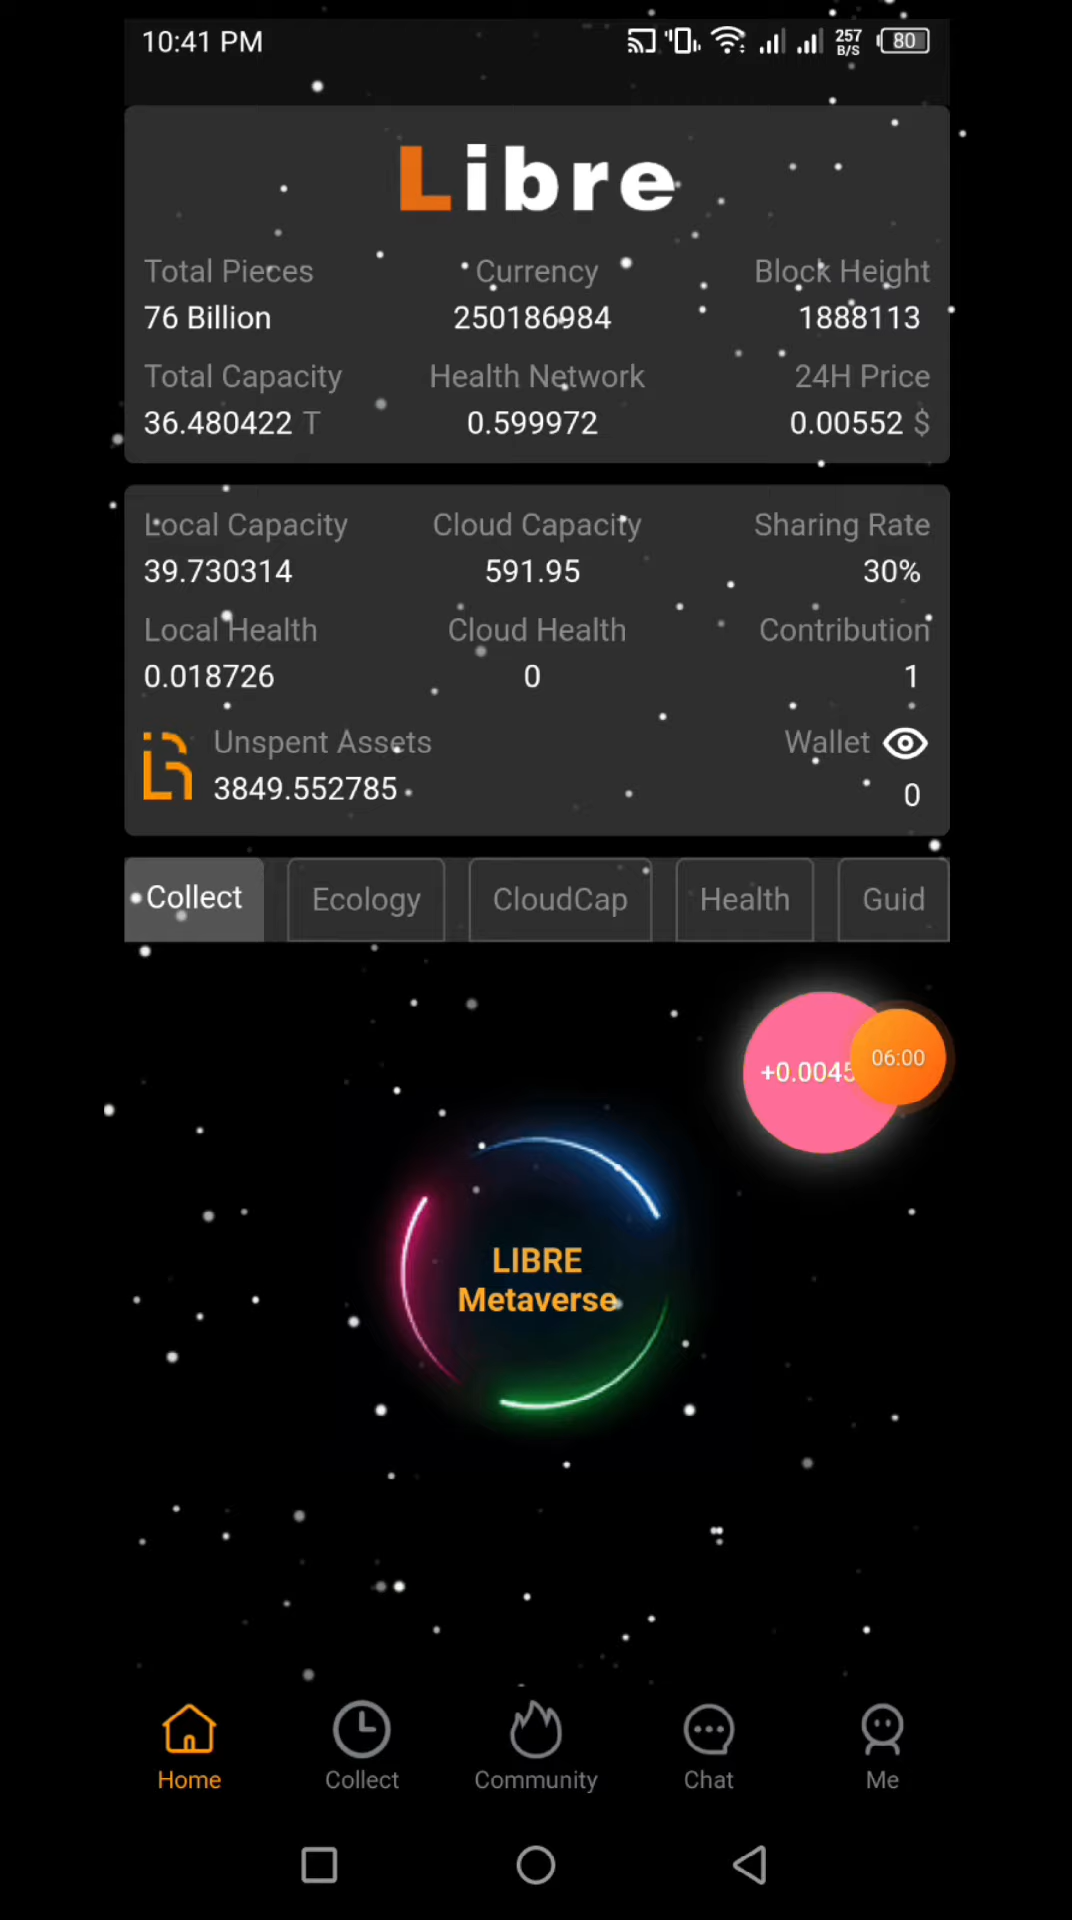 10:41 PM 257 B/S 80
Libre
Total Pieces Currency Block Height
76 Billion 250186984 1888113
Total Capacity Health Network 24H Price
36.480422 T 0.599972 0.00552 $
Local Capacity Cloud Capacity Sharing Rate
39.730314 591.95 30%
Local Health Cloud Health Contribution
0.018726 0 1
Unspent Assets Wallet
3849.552785 0
Collect Ecology CloudCap Health Guid
+0.0045 06:00
LIBRE
Metaverse
Home Collect Community Chat Me